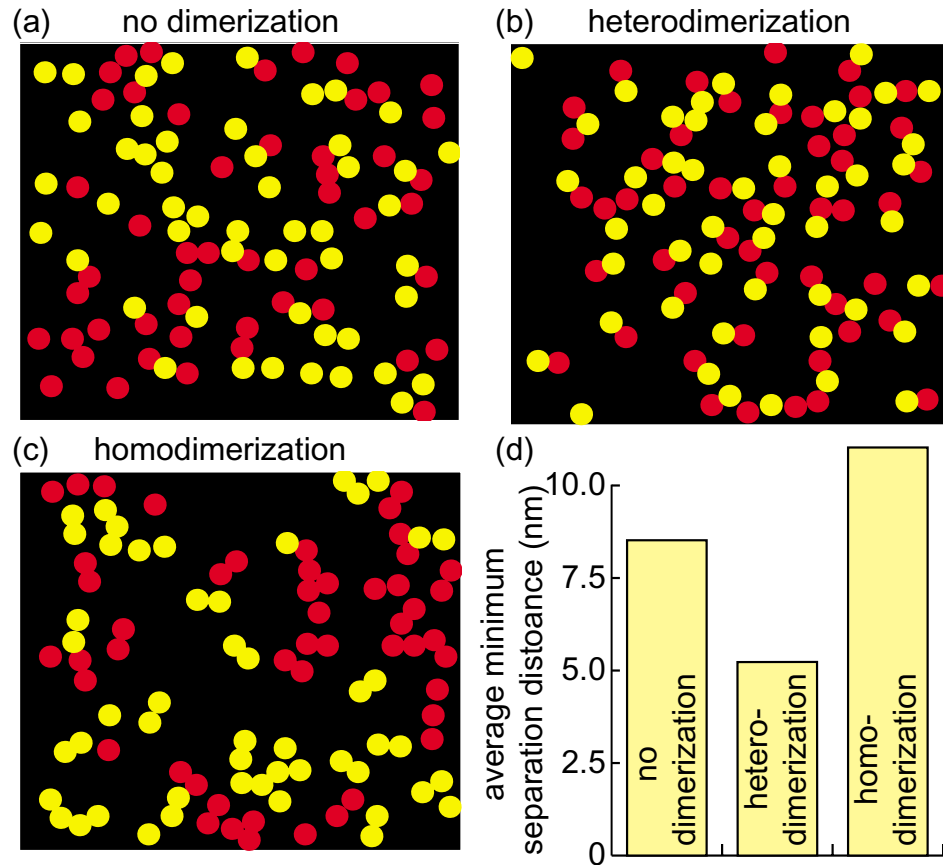 (a) no dimerization
(b) heterodimerization
(c) homodimerization
(d)
average minimum
separation distoance (nm)
10.0
7.5
5.0
2.5
0
no
dimerization
hetero-
dimerization
homo-
dimerization